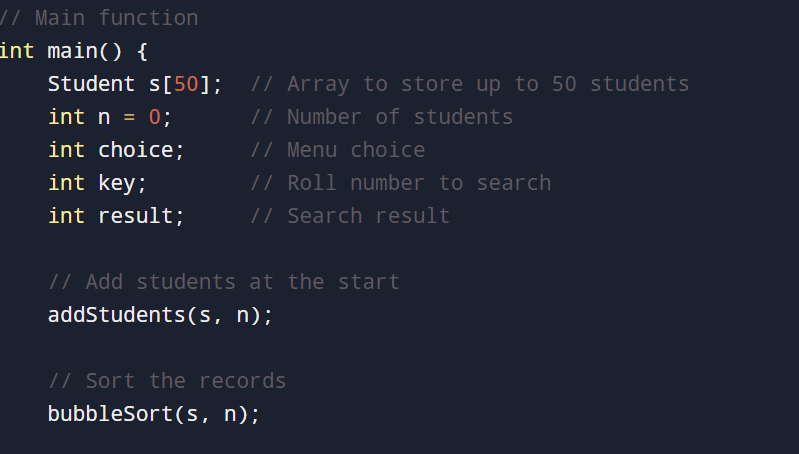 // Main function
int main() {
    Student s[50];  // Array to store up to 50 students
    int n = 0;      // Number of students
    int choice;     // Menu choice
    int key;        // Roll number to search
    int result;     // Search result
    // Add students at the start
    addStudents(s, n);
    // Sort the records
    bubbleSort(s, n);